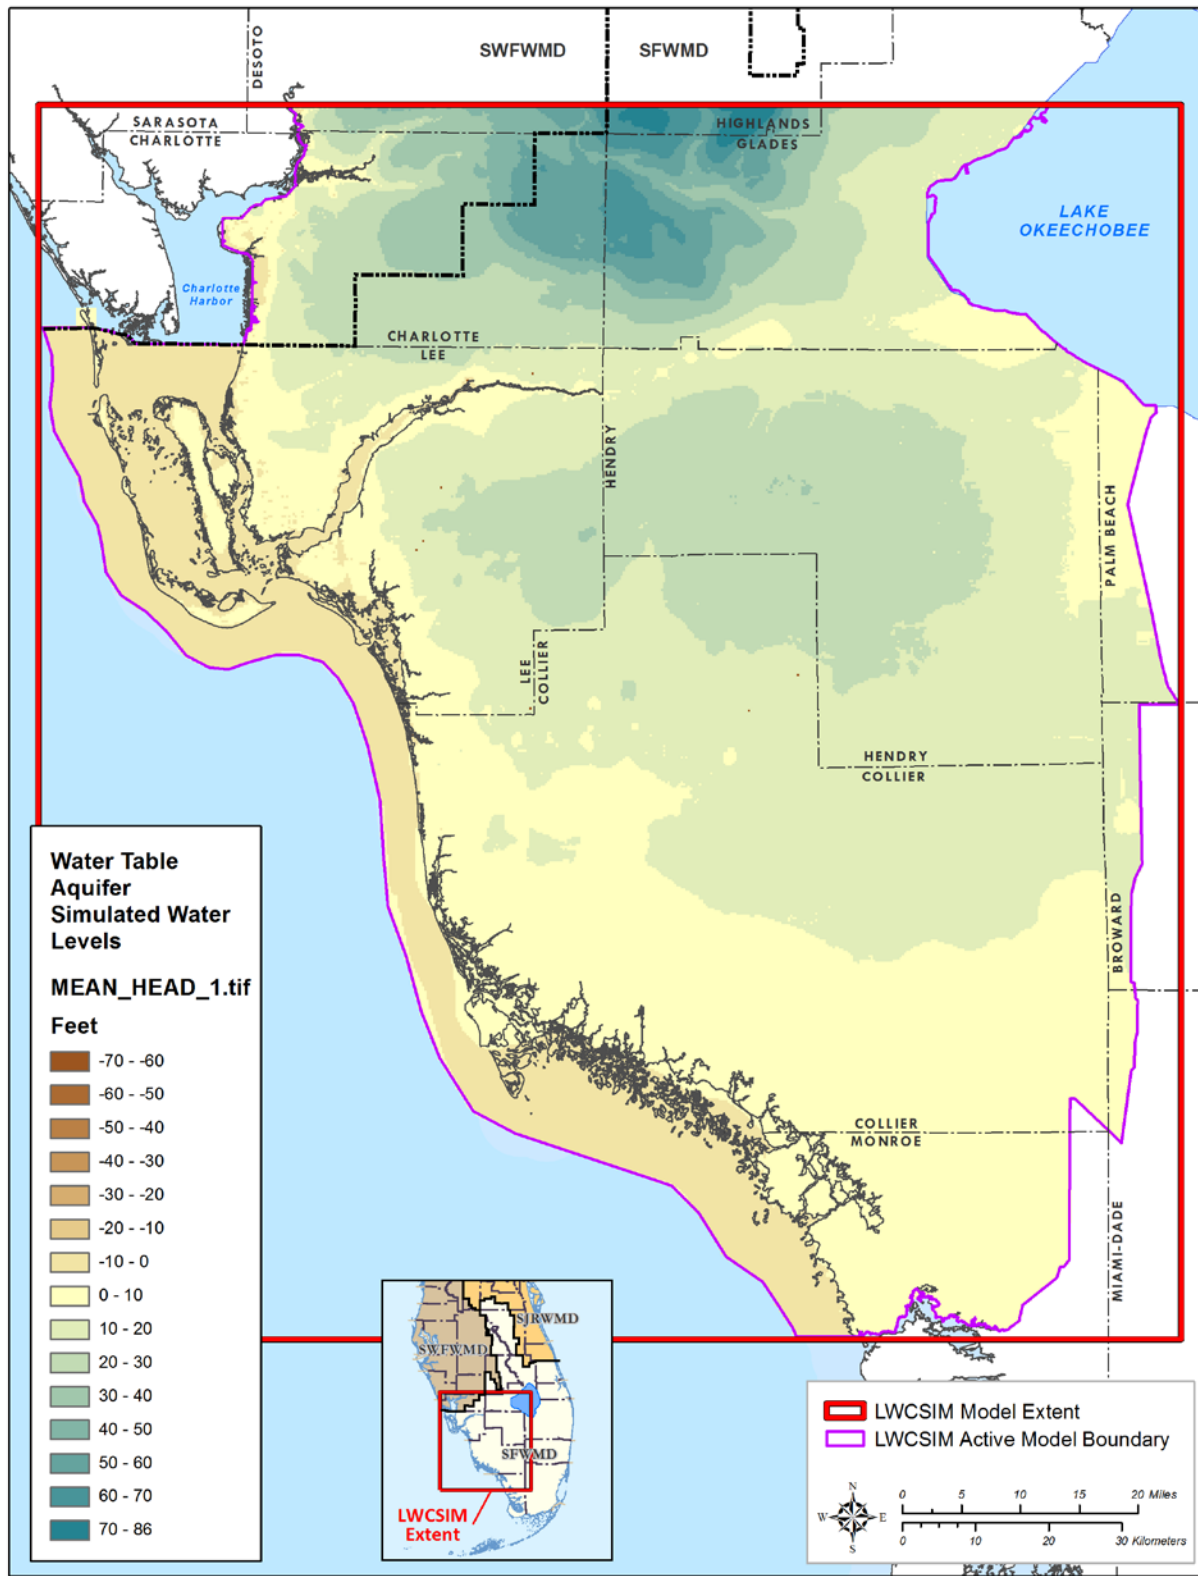 SWFWMD
SFWMD
DESOTO
SARASOTA
CHARLOTTE
HIGHLANDS
GLADES
LAKE
OKEECHOBEE
Charlotte
Harbor
CHARLOTTE
LEE
HENDRY
PALM BEACH
LEE
COLLIER
HENDRY
COLLIER
BROWARD
COLLIER
MONROE
MIAMI-DADE
Water Table
Aquifer
Simulated Water
Levels
MEAN_HEAD_1.tif
Feet
-70 - -60
-60 - -50
-50 - -40
-40 - -30
-30 - -20
-20 - -10
-10 - 0
0 - 10
10 - 20
20 - 30
30 - 40
40 - 50
50 - 60
60 - 70
70 - 86
SJRWMD
SWFWMD
SFWMD
LWCSIM
Extent
LWCSIM Model Extent
LWCSIM Active Model Boundary
N
W E
S
0 5 10 15 20 Miles
0 5 10 20 30 Kilometers